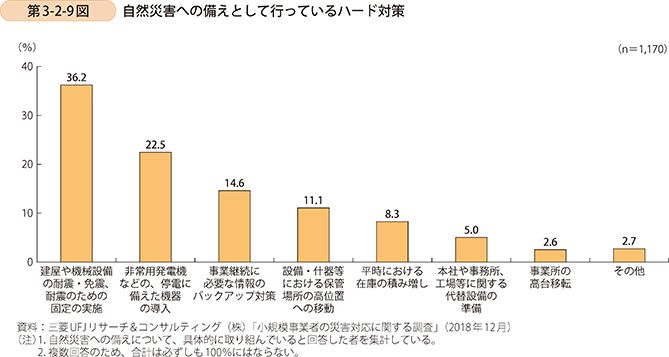 第3-2-9図 自然災害への備えとして行っているハード対策
(%)
(n=1,170)
40
30
20
10
0
36.2
22.5
14.6
11.1
8.3
5.0
2.6
2.7
建屋や機械設備
の耐震・免震、
耐震のための
固定の実施
非常用発電機
などの、停電に
備えた機器
の導入
事業継続に
必要な情報の
バックアップ対策
設備・什器等
における保管
場所の高位置
への移動
平時における
在庫の積み増し
本社や事務所、
工場等に関する
代替設備の
準備
事業所の
高台移転
その他
資料：三菱UFJリサーチ&コンサルティング（株）「小規模事業者の災害対応に関する調査」（2018年12月）
（注）1. 自然災害への備えについて、具体的に取り組んでいると回答した者を集計している。
2. 複数回答のため、合計は必ずしも100%にはならない。